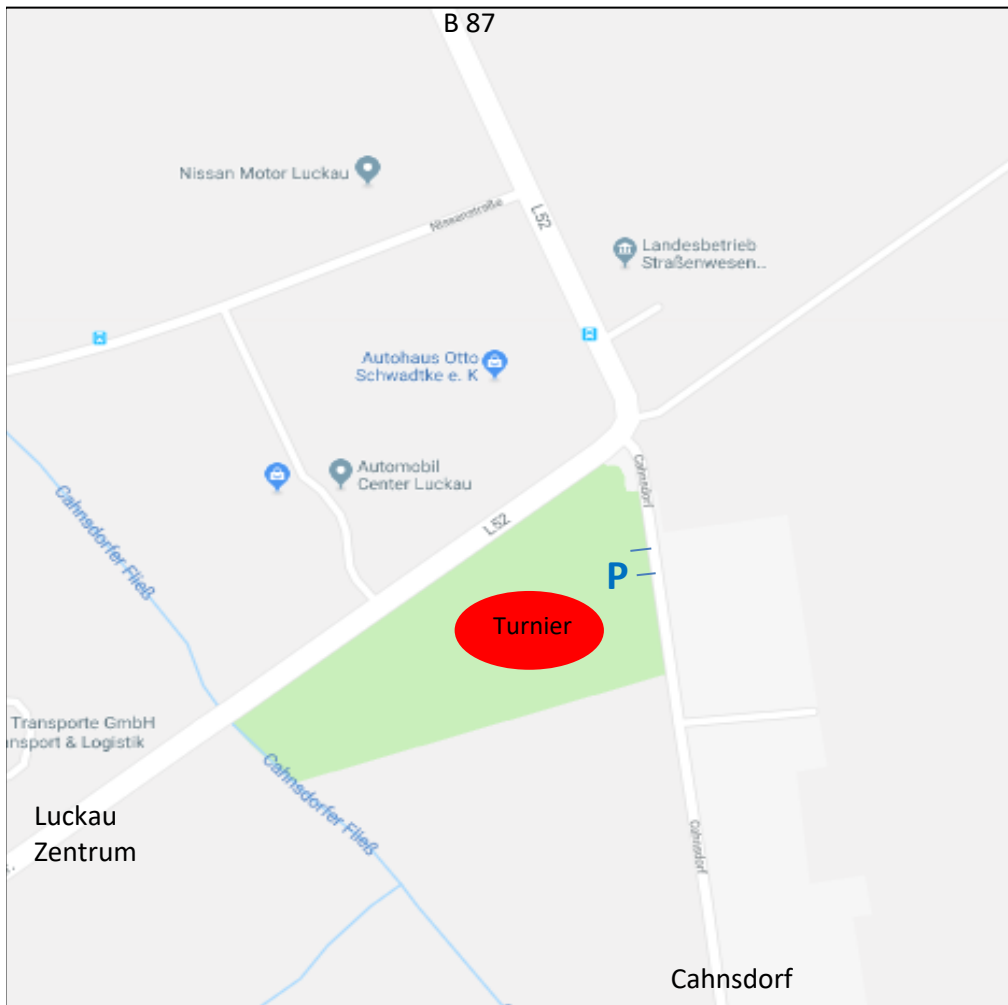 B 87
Nissan Motor Luckau
Nissanstraße
L52
Landesbetrieb
Straßenwesen..
Autohaus Otto
Schwadtke e. K
Automobil
Center Luckau
Cahnsdorf
L52
Cahnsdorfer Fließ
P
Turnier
Transporte GmbH
nsport & Logistik
Cahnsdorfer Fließ
Luckau
Zentrum
Cahnsdorf
Cahnsdorf